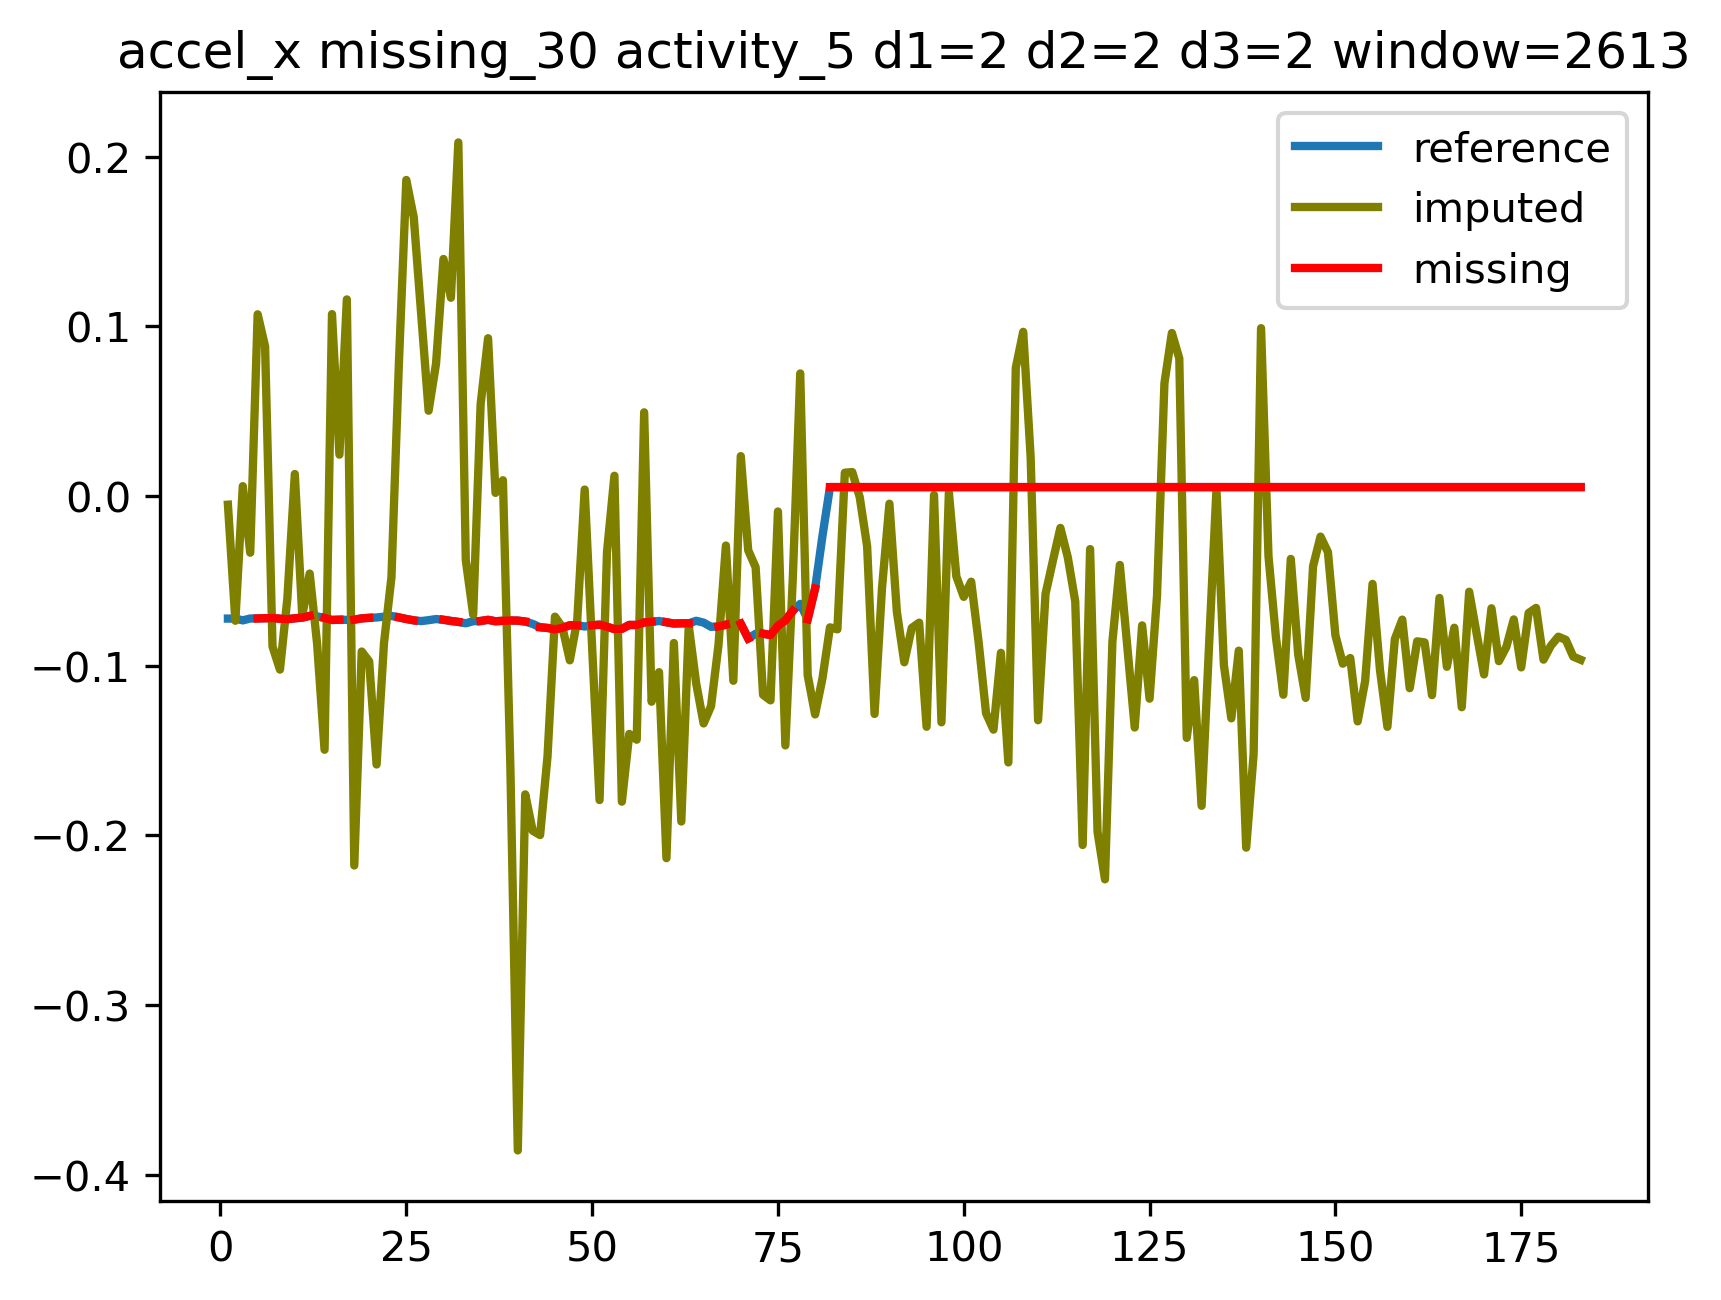 accel_x missing_30 activity_5 d1=2 d2=2 d3=2 window=2613
reference
imputed
missing
0.2
0.1
0.0
−0.1
−0.2
−0.3
−0.4
0 25 50 75 100 125 150 175